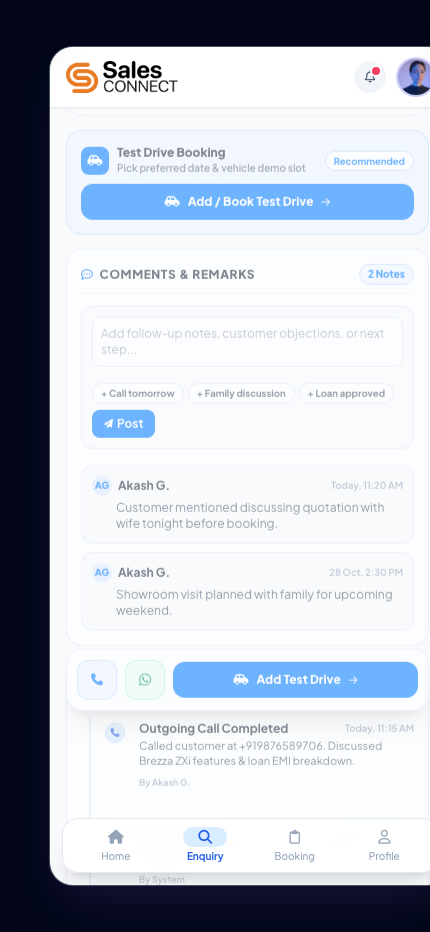 Sales
CONNECT
Test Drive Booking
Pick preferred date & vehicle demo slot
Recommended
Add / Book Test Drive →
COMMENTS & REMARKS
2 Notes
Add follow-up notes, customer objections, or next
step...
+ Call tomorrow
+ Family discussion
+ Loan approved
Post
AG
Akash G.
Today, 11:20 AM
Customer mentioned discussing quotation with
wife tonight before booking.
AG
Akash G.
28 Oct, 2:30 PM
Showroom visit planned with family for upcoming
weekend.
Add Test Drive →
Outgoing Call Completed
Today, 11:15 AM
Called customer at +919876589706. Discussed
Brezza ZXi features & loan EMI breakdown.
By Akash G.
Home
Enquiry
Booking
Profile
By System